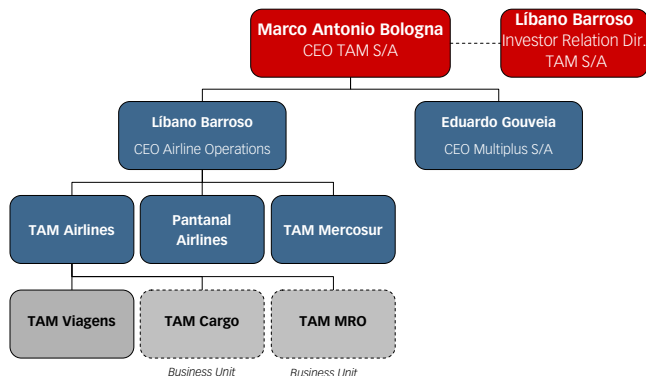 Marco Antonio Bologna
CEO TAM S/A
Líbano Barroso
Investor Relation Dir.
TAM S/A
Líbano Barroso
CEO Airline Operations
Eduardo Gouveia
CEO Multiplus S/A
TAM Airlines
Pantanal
Airlines
TAM Mercosur
TAM Viagens
TAM Cargo
TAM MRO
Business Unit
Business Unit